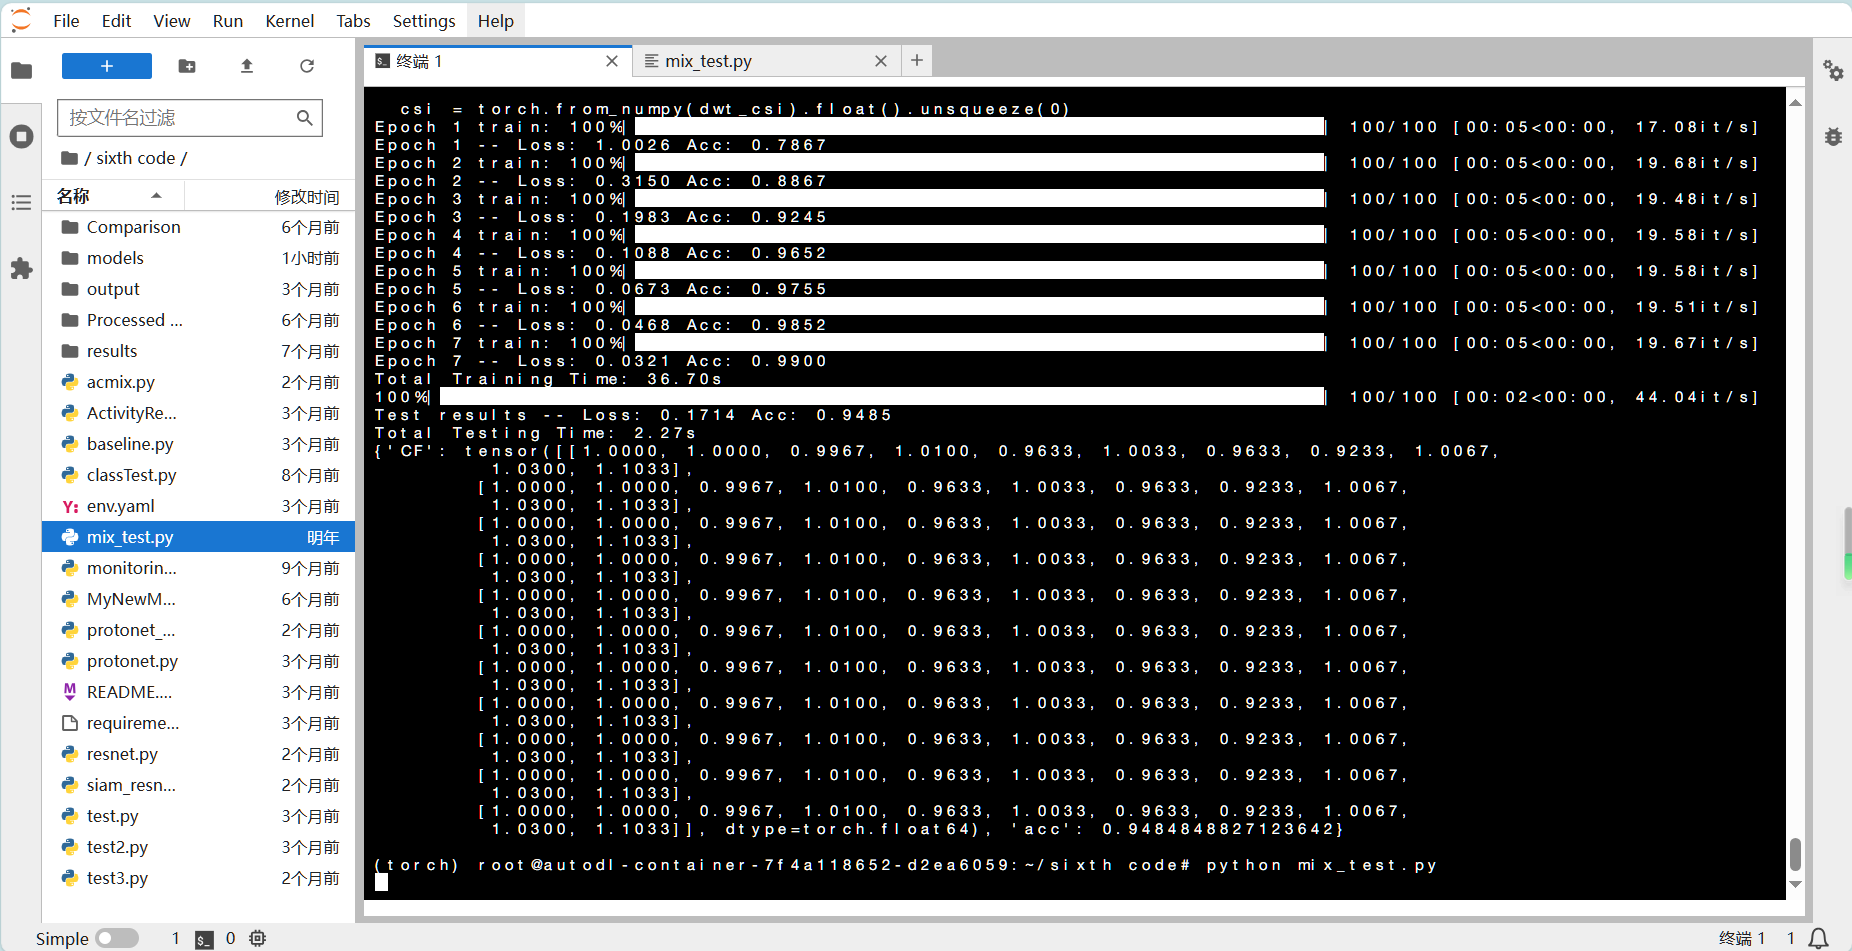 File Edit View Run Kernel Tabs Settings Help
终端 1
mix_test.py
按文件名过滤
/ sixth code /
名称 修改时间
Comparison 6个月前
models 1小时前
output 3个月前
Processed ... 6个月前
results 7个月前
acmix.py 2个月前
ActivityRe... 3个月前
baseline.py 3个月前
classTest.py 8个月前
env.yaml 3个月前
mix_test.py 明年
monitorin... 9个月前
MyNewM... 6个月前
protonet_... 2个月前
protonet.py 3个月前
README.... 3个月前
requireme... 3个月前
resnet.py 2个月前
siam_resn... 2个月前
test.py 3个月前
test2.py 3个月前
test3.py 2个月前
csi = torch.from_numpy(dwt_csi).float().unsqueeze(0)
Epoch 1 train: 100%| | 100/100 [00:05<00:00, 17.08it/s]
Epoch 1 -- Loss: 1.0026 Acc: 0.7867
Epoch 2 train: 100%| | 100/100 [00:05<00:00, 19.68it/s]
Epoch 2 -- Loss: 0.3150 Acc: 0.8867
Epoch 3 train: 100%| | 100/100 [00:05<00:00, 19.48it/s]
Epoch 3 -- Loss: 0.1983 Acc: 0.9245
Epoch 4 train: 100%| | 100/100 [00:05<00:00, 19.58it/s]
Epoch 4 -- Loss: 0.1088 Acc: 0.9652
Epoch 5 train: 100%| | 100/100 [00:05<00:00, 19.58it/s]
Epoch 5 -- Loss: 0.0673 Acc: 0.9755
Epoch 6 train: 100%| | 100/100 [00:05<00:00, 19.51it/s]
Epoch 6 -- Loss: 0.0468 Acc: 0.9852
Epoch 7 train: 100%| | 100/100 [00:05<00:00, 19.67it/s]
Epoch 7 -- Loss: 0.0321 Acc: 0.9900
Total Training Time: 36.70s
100%| | 100/100 [00:02<00:00, 44.04it/s]
Test results -- Loss: 0.1714 Acc: 0.9485
Total Testing Time: 2.27s
{'CF': tensor([[1.0000, 1.0000, 0.9967, 1.0100, 0.9633, 1.0033, 0.9633, 0.9233, 1.0067,
1.0300, 1.1033],
[1.0000, 1.0000, 0.9967, 1.0100, 0.9633, 1.0033, 0.9633, 0.9233, 1.0067,
1.0300, 1.1033],
[1.0000, 1.0000, 0.9967, 1.0100, 0.9633, 1.0033, 0.9633, 0.9233, 1.0067,
1.0300, 1.1033],
[1.0000, 1.0000, 0.9967, 1.0100, 0.9633, 1.0033, 0.9633, 0.9233, 1.0067,
1.0300, 1.1033],
[1.0000, 1.0000, 0.9967, 1.0100, 0.9633, 1.0033, 0.9633, 0.9233, 1.0067,
1.0300, 1.1033],
[1.0000, 1.0000, 0.9967, 1.0100, 0.9633, 1.0033, 0.9633, 0.9233, 1.0067,
1.0300, 1.1033],
[1.0000, 1.0000, 0.9967, 1.0100, 0.9633, 1.0033, 0.9633, 0.9233, 1.0067,
1.0300, 1.1033],
[1.0000, 1.0000, 0.9967, 1.0100, 0.9633, 1.0033, 0.9633, 0.9233, 1.0067,
1.0300, 1.1033],
[1.0000, 1.0000, 0.9967, 1.0100, 0.9633, 1.0033, 0.9633, 0.9233, 1.0067,
1.0300, 1.1033],
[1.0000, 1.0000, 0.9967, 1.0100, 0.9633, 1.0033, 0.9633, 0.9233, 1.0067,
1.0300, 1.1033],
[1.0000, 1.0000, 0.9967, 1.0100, 0.9633, 1.0033, 0.9633, 0.9233, 1.0067,
1.0300, 1.1033]], dtype=torch.float64), 'acc': 0.9484848827123642}
(torch) root@autodl-container-7f4a118652-d2ea6059:~/sixth code# python mix_test.py
Simple 1 0 终端 1 1